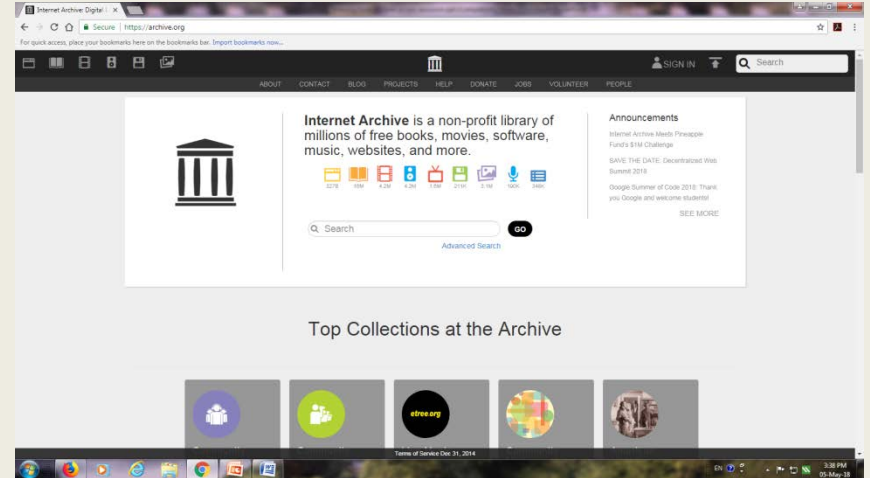 Internet Archive: Digital
Secure | https://archive.org
For quick access, place your bookmarks here on the bookmarks bar. Import bookmarks now...
SIGN IN
Search
ABOUT CONTACT BLOG PROJECTS HELP DONATE JOBS VOLUNTEER PEOPLE
Internet Archive is a non-profit library of
millions of free books, movies, software,
music, websites, and more.
Search
GO
Advanced Search
Announcements
Internet Archive Meets Pineapple
Fund's $1M Challenge
SAVE THE DATE: Decentralized Web
Summit 2018
Google Summer of Code 2018: Thank
you Google and welcome students!
SEE MORE
Top Collections at the Archive
etree.org
Terms of Service Dec 31, 2014
EN
3:38 PM
05-May-18